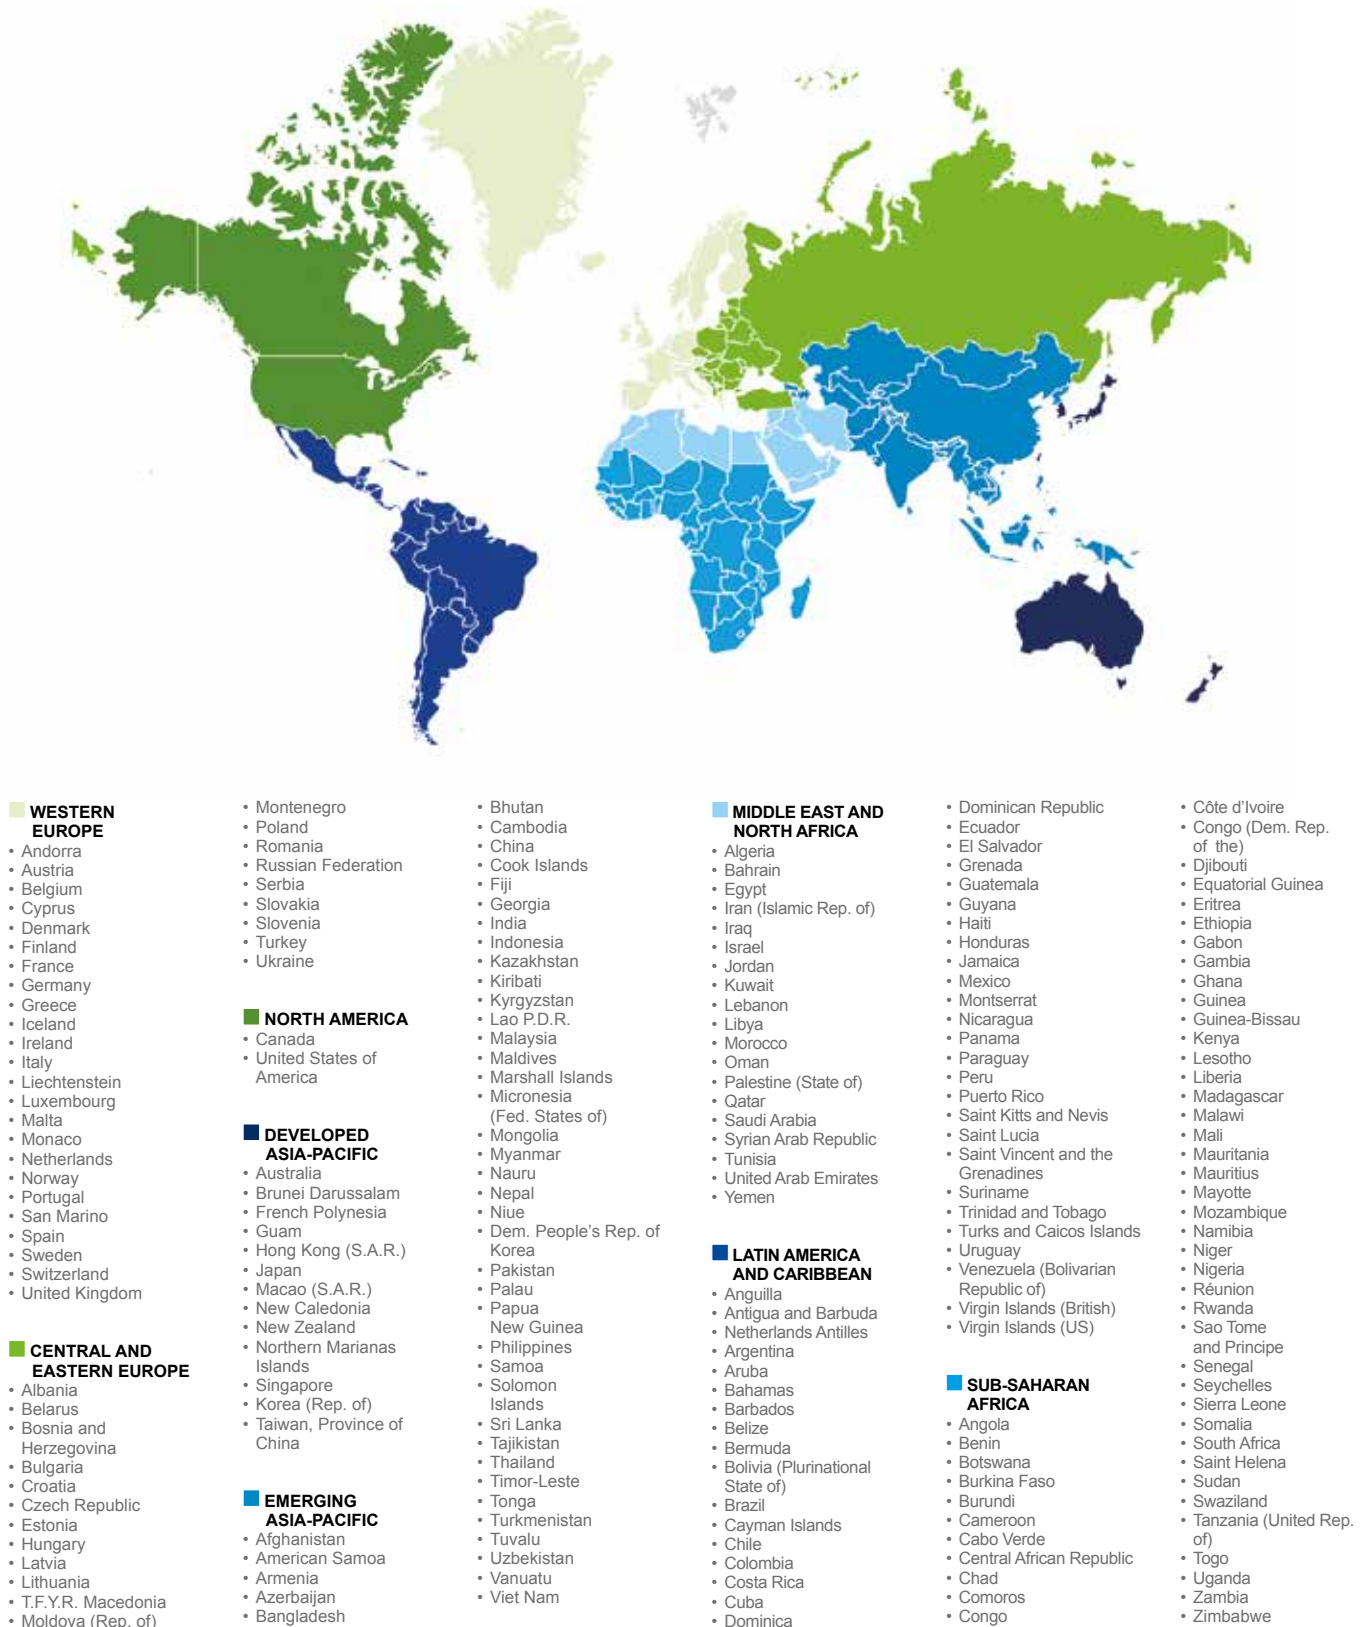 WESTERN
EUROPE
• Andorra
• Austria
• Belgium
• Cyprus
• Denmark
• Finland
• France
• Germany
• Greece
• Iceland
• Ireland
• Italy
• Liechtenstein
• Luxembourg
• Malta
• Monaco
• Netherlands
• Norway
• Portugal
• San Marino
• Spain
• Sweden
• Switzerland
• United Kingdom
CENTRAL AND
EASTERN EUROPE
• Albania
• Belarus
• Bosnia and
Herzegovina
• Bulgaria
• Croatia
• Czech Republic
• Estonia
• Hungary
• Latvia
• Lithuania
• T.F.Y.R. Macedonia
• Moldova (Rep. of)
• Montenegro
• Poland
• Romania
• Russian Federation
• Serbia
• Slovakia
• Slovenia
• Turkey
• Ukraine
NORTH AMERICA
• Canada
• United States of
America
DEVELOPED
ASIA-PACIFIC
• Australia
• Brunei Darussalam
• French Polynesia
• Guam
• Hong Kong (S.A.R.)
• Japan
• Macao (S.A.R.)
• New Caledonia
• New Zealand
• Northern Marianas
Islands
• Singapore
• Korea (Rep. of)
• Taiwan, Province of
China
EMERGING
ASIA-PACIFIC
• Afghanistan
• American Samoa
• Armenia
• Azerbaijan
• Bangladesh
• Bhutan
• Cambodia
• China
• Cook Islands
• Fiji
• Georgia
• India
• Indonesia
• Kazakhstan
• Kiribati
• Kyrgyzstan
• Lao P.D.R.
• Malaysia
• Maldives
• Marshall Islands
• Micronesia
(Fed. States of)
• Mongolia
• Myanmar
• Nauru
• Nepal
• Niue
• Dem. People's Rep. of
Korea
• Pakistan
• Palau
• Papua
New Guinea
• Philippines
• Samoa
• Solomon
Islands
• Sri Lanka
• Tajikistan
• Thailand
• Timor-Leste
• Tonga
• Turkmenistan
• Tuvalu
• Uzbekistan
• Vanuatu
• Viet Nam
MIDDLE EAST AND
NORTH AFRICA
• Algeria
• Bahrain
• Egypt
• Iran (Islamic Rep. of)
• Iraq
• Israel
• Jordan
• Kuwait
• Lebanon
• Libya
• Morocco
• Oman
• Palestine (State of)
• Qatar
• Saudi Arabia
• Syrian Arab Republic
• Tunisia
• United Arab Emirates
• Yemen
LATIN AMERICA
AND CARIBBEAN
• Anguilla
• Antigua and Barbuda
• Netherlands Antilles
• Argentina
• Aruba
• Bahamas
• Barbados
• Belize
• Bermuda
• Bolivia (Plurinational
State of)
• Brazil
• Cayman Islands
• Chile
• Colombia
• Costa Rica
• Cuba
• Dominica
• Dominican Republic
• Ecuador
• El Salvador
• Grenada
• Guatemala
• Guyana
• Haiti
• Honduras
• Jamaica
• Mexico
• Montserrat
• Nicaragua
• Panama
• Paraguay
• Peru
• Puerto Rico
• Saint Kitts and Nevis
• Saint Lucia
• Saint Vincent and the
Grenadines
• Suriname
• Trinidad and Tobago
• Turks and Caicos Islands
• Uruguay
• Venezuela (Bolivarian
Republic of)
• Virgin Islands (British)
• Virgin Islands (US)
SUB-SAHARAN
AFRICA
• Angola
• Benin
• Botswana
• Burkina Faso
• Burundi
• Cameroon
• Cabo Verde
• Central African Republic
• Chad
• Comoros
• Congo
• Côte d'Ivoire
• Congo (Dem. Rep.
of the)
• Djibouti
• Equatorial Guinea
• Eritrea
• Ethiopia
• Gabon
• Gambia
• Ghana
• Guinea
• Guinea-Bissau
• Kenya
• Lesotho
• Liberia
• Madagascar
• Malawi
• Mali
• Mauritania
• Mauritius
• Mayotte
• Mozambique
• Namibia
• Niger
• Nigeria
• Réunion
• Rwanda
• Sao Tome
and Principe
• Senegal
• Seychelles
• Sierra Leone
• Somalia
• South Africa
• Saint Helena
• Sudan
• Swaziland
• Tanzania (United Rep.
of)
• Togo
• Uganda
• Zambia
• Zimbabwe